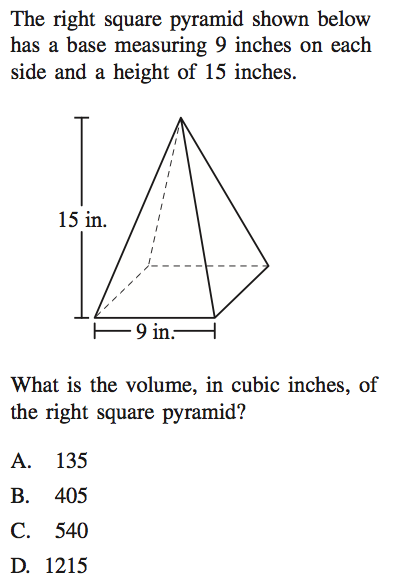 The right square pyramid shown below
has a base measuring 9 inches on each
side and a height of 15 inches.
15 in.
9 in.
What is the volume, in cubic inches, of
the right square pyramid?
A. 135
B. 405
C. 540
D. 1215